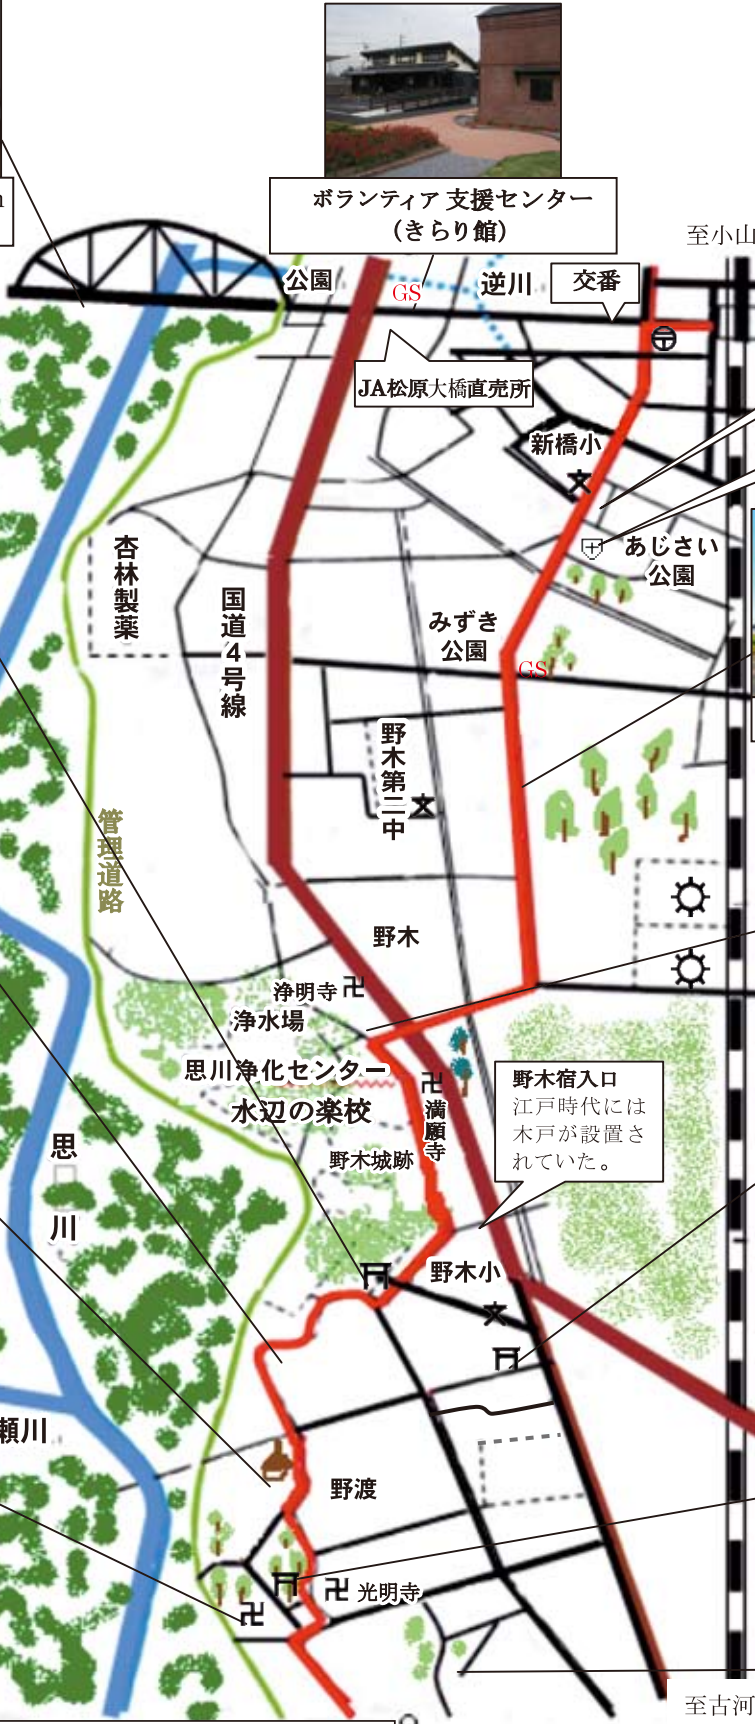 ボランティア 支援センター
（きらり館）
至小山
公園
GS
逆川
交番
JA松原大橋直売所
新橋小
あじさい
公園
杏林製薬
国道4号線
みずき
公園
GS
野木第二中
管理道路
野木
浄明寺
浄水場
思川浄化センター
水辺の楽校
満願寺
野木宿入口
江戸時代には
木戸が設置さ
れていた。
野木城跡
思川
野木小
瀬川
野渡
光明寺
至古河